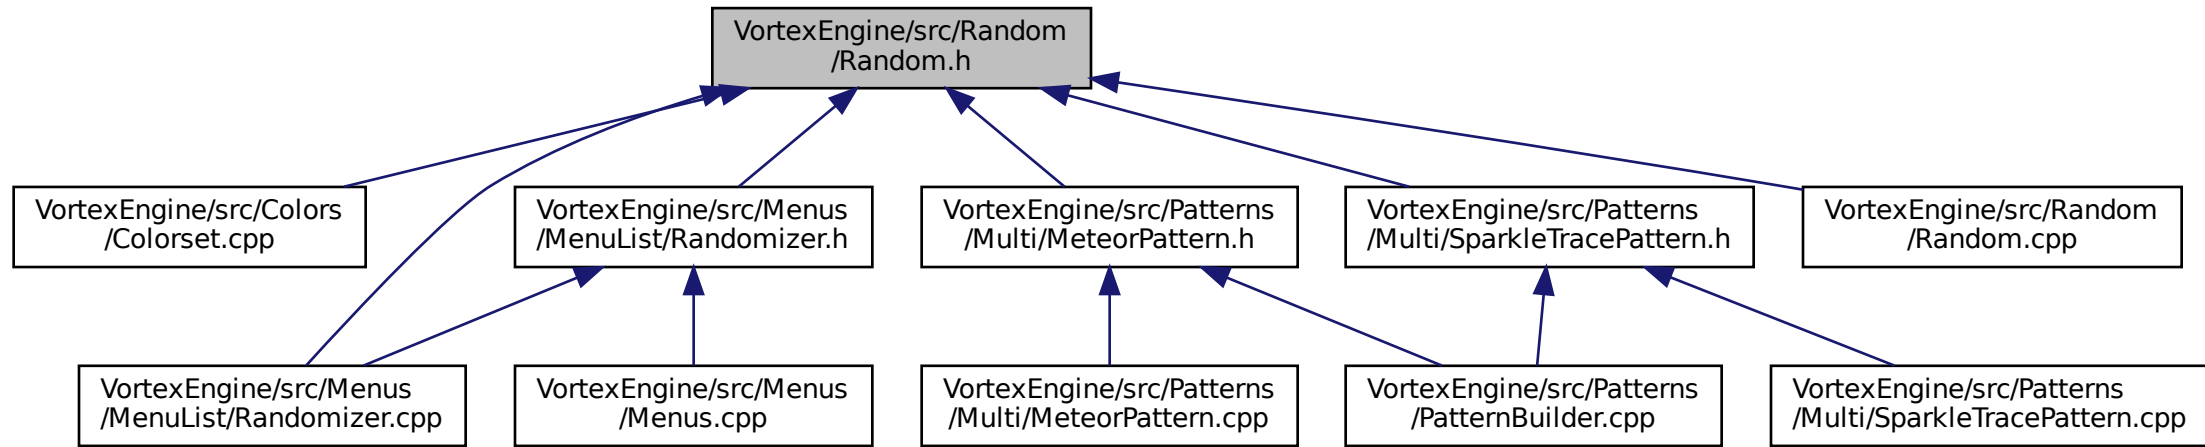 VortexEngine/src/Random
/Random.h
VortexEngine/src/Colors
/Colorset.cpp
VortexEngine/src/Menus
/MenuList/Randomizer.h
VortexEngine/src/Patterns
/Multi/MeteorPattern.h
VortexEngine/src/Patterns
/Multi/SparkleTracePattern.h
VortexEngine/src/Random
/Random.cpp
VortexEngine/src/Menus
/MenuList/Randomizer.cpp
VortexEngine/src/Menus
/Menus.cpp
VortexEngine/src/Patterns
/Multi/MeteorPattern.cpp
VortexEngine/src/Patterns
/PatternBuilder.cpp
VortexEngine/src/Patterns
/Multi/SparkleTracePattern.cpp